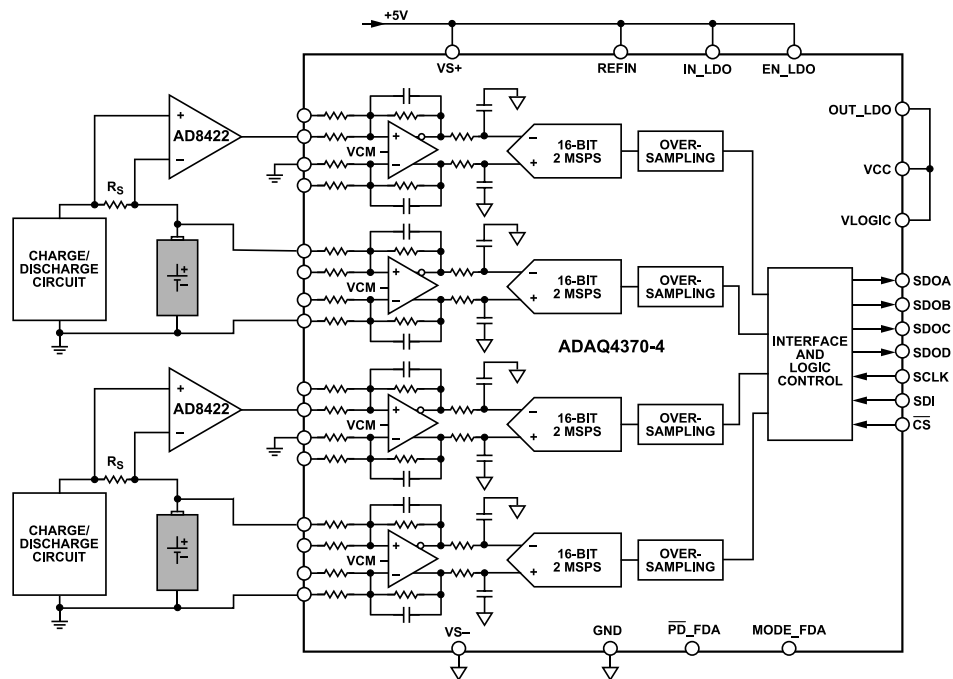 +5V
VS+
REFIN
IN_LDO
EN_LDO
AD8422
+
−
RS
CHARGE/
DISCHARGE
CIRCUIT
+
−
VCM
+
−
−
+
16-BIT
2 MSPS
OVER-
SAMPLING
VCM
+
−
−
+
16-BIT
2 MSPS
OVER-
SAMPLING
OUT_LDO
VCC
VLOGIC
ADAQ4370-4
INTERFACE
AND
LOGIC
CONTROL
SDOA
SDOB
SDOC
SDOD
SCLK
SDI
CS
AD8422
+
−
RS
CHARGE/
DISCHARGE
CIRCUIT
+
−
VCM
+
−
−
+
16-BIT
2 MSPS
OVER-
SAMPLING
VCM
+
−
−
+
16-BIT
2 MSPS
OVER-
SAMPLING
VS−
GND
PD_FDA
MODE_FDA